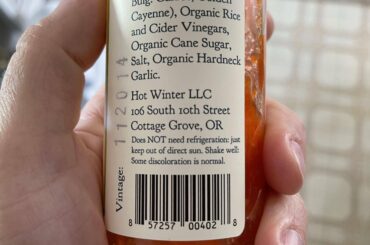 Cayenne), Organic Rice
and Cider Vinegars,
Organic Cane Sugar,
Salt, Organic Hardneck
Garlic.
Hot Winter LLC
106 South 10th Street
Cottage Grove, OR
Does NOT need refrigeration: just
keep out of direct sun. Shake well:
Some discoloration is normal.
Vintage:
112014
8 57257 00402 8